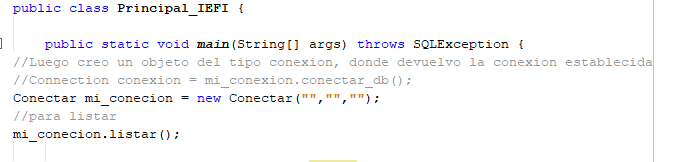 public class Principal_IEFI {
public static void main(String[] args) throws SQLException {
//Luego creo un objeto del tipo conexion, donde devuelvo la conexion establecida
//Connection conexion = mi_conexion.conectar_db();
Conectar mi_conecion = new Conectar("","","");
//para listar
mi_conecion.listar();